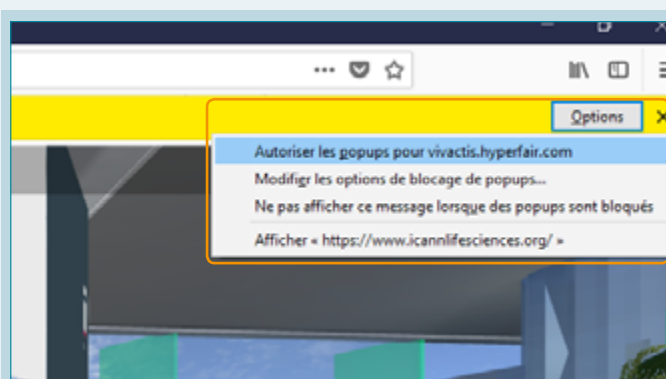 Options
Autoriser les popups pour vivactis.hyperfair.com
Modifier les options de blocage de popups...
Ne pas afficher ce message lorsque des popups sont bloqués
Afficher « https://www.icannlifesciences.org/ »